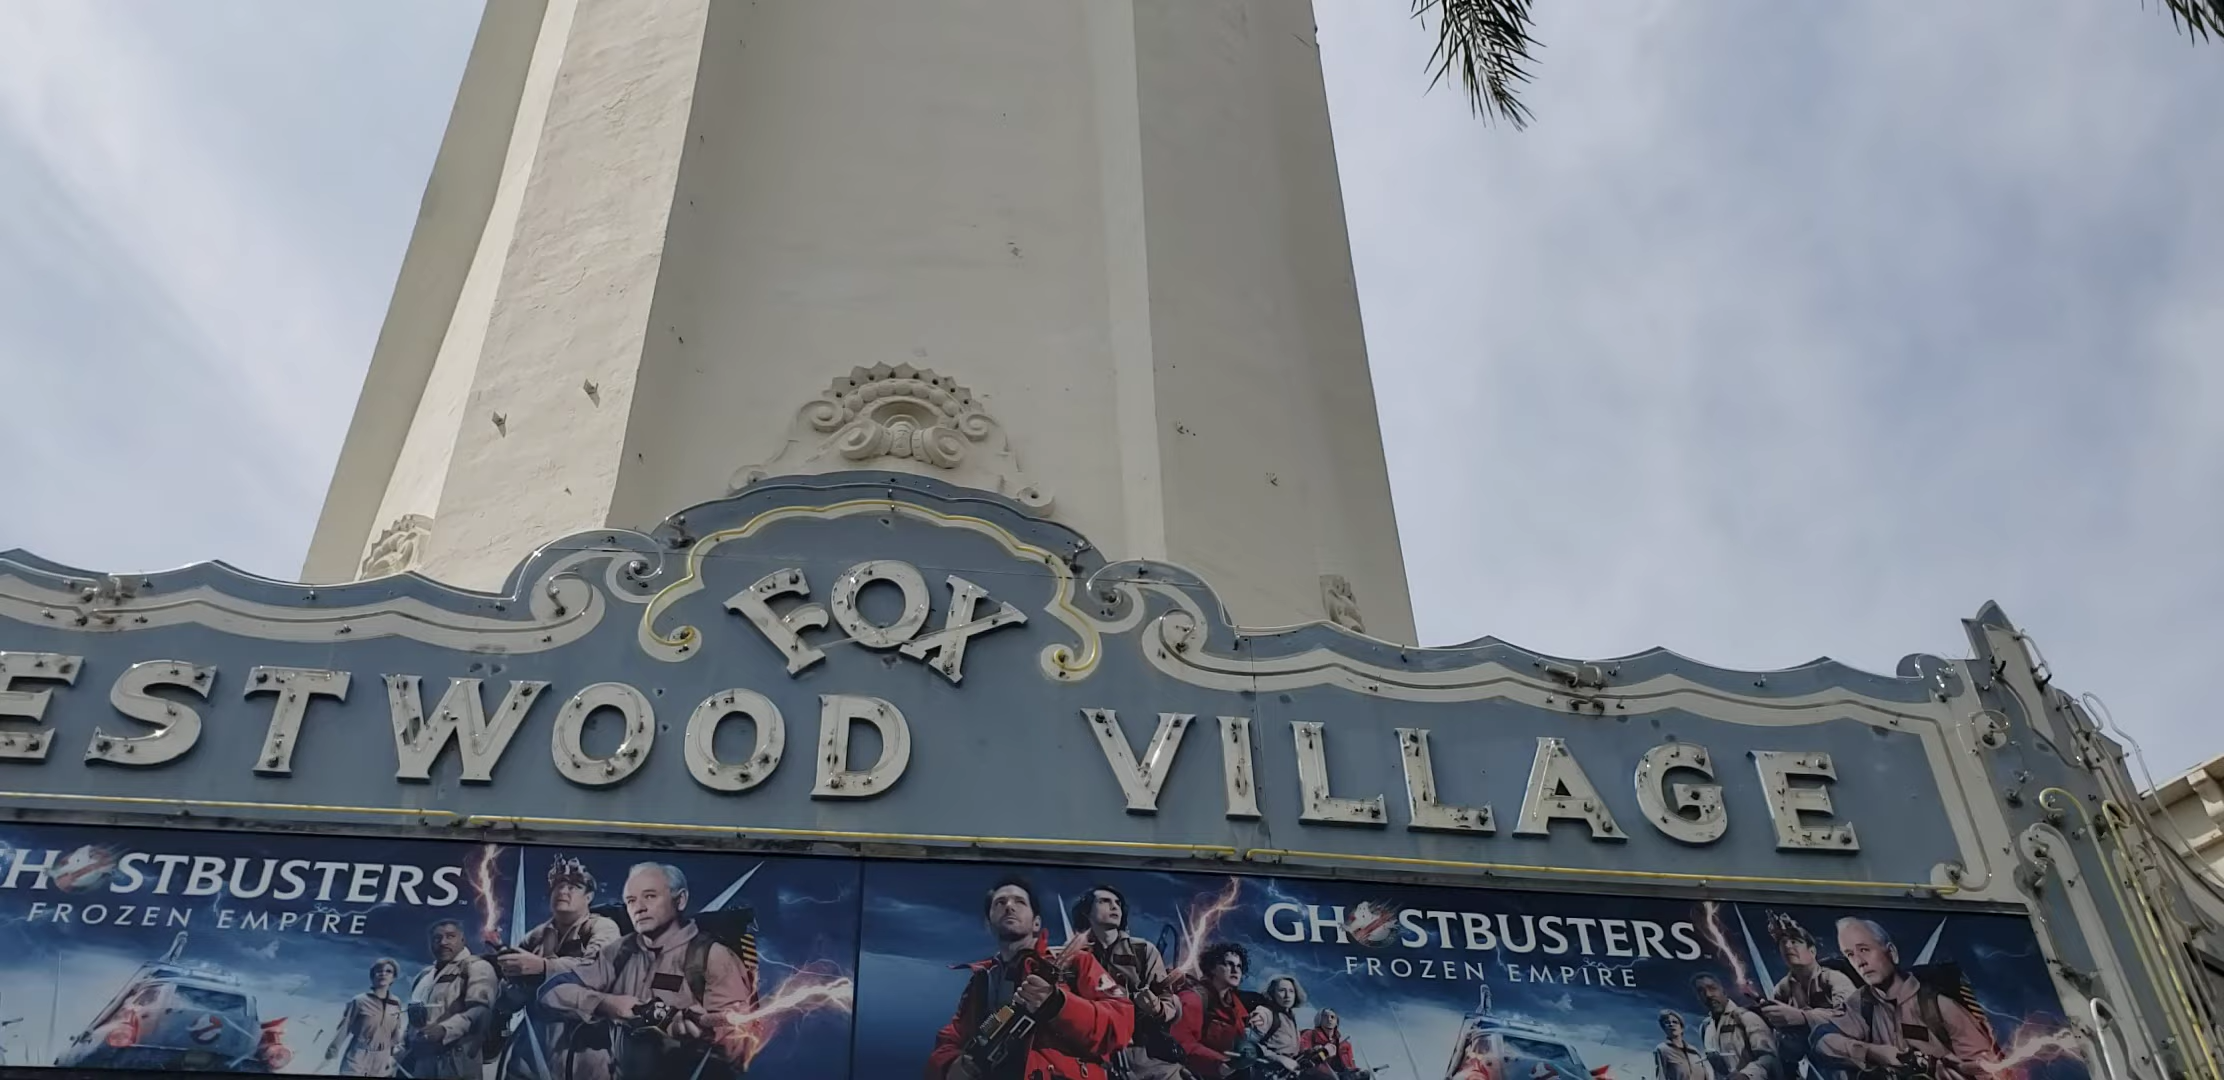 FOX
ESTWOOD VILLAGE
GHOSTBUSTERS
FROZEN EMPIRE
GHOSTBUSTERS
FROZEN EMPIRE